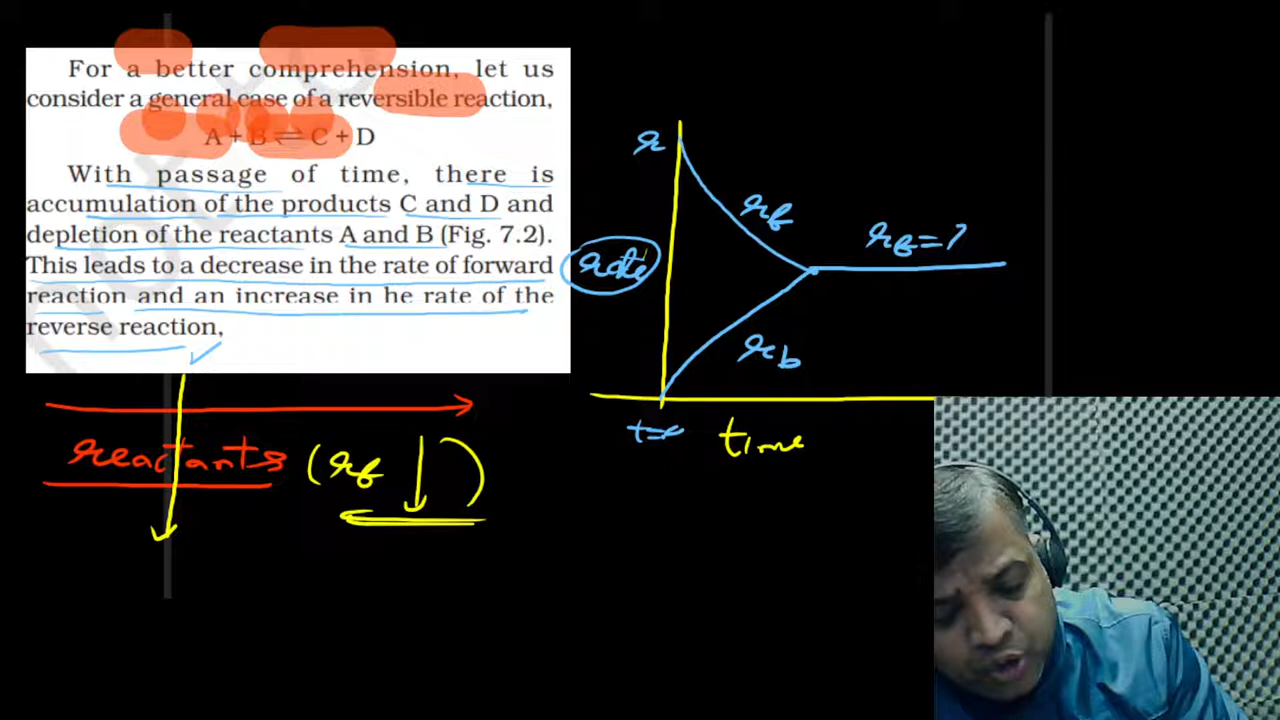 For a better comprehension, let us
consider a general case of a reversible reaction,
A + B ⇌ C + D
With passage of time, there is
accumulation of the products C and D and
depletion of the reactants A and B (Fig. 7.2).
This leads to a decrease in the rate of forward
reaction and an increase in he rate of the
reverse reaction,
reactants (rf ↓)
r
rf
rf = ?
rate
rb
t=
time